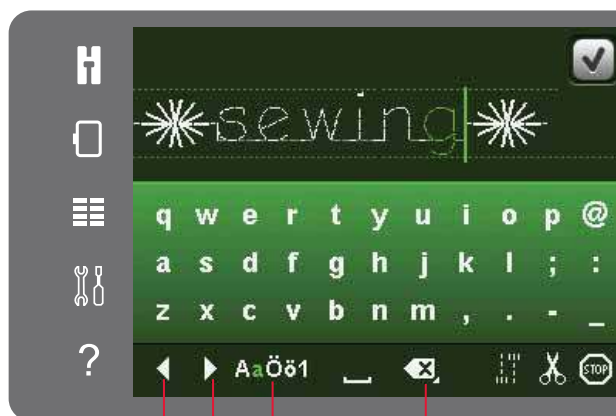 sewing
q w e r t y u i o p @
a s d f g h j k l ; :
z x c v b n m , . - _
?
AaÖö1
STOP